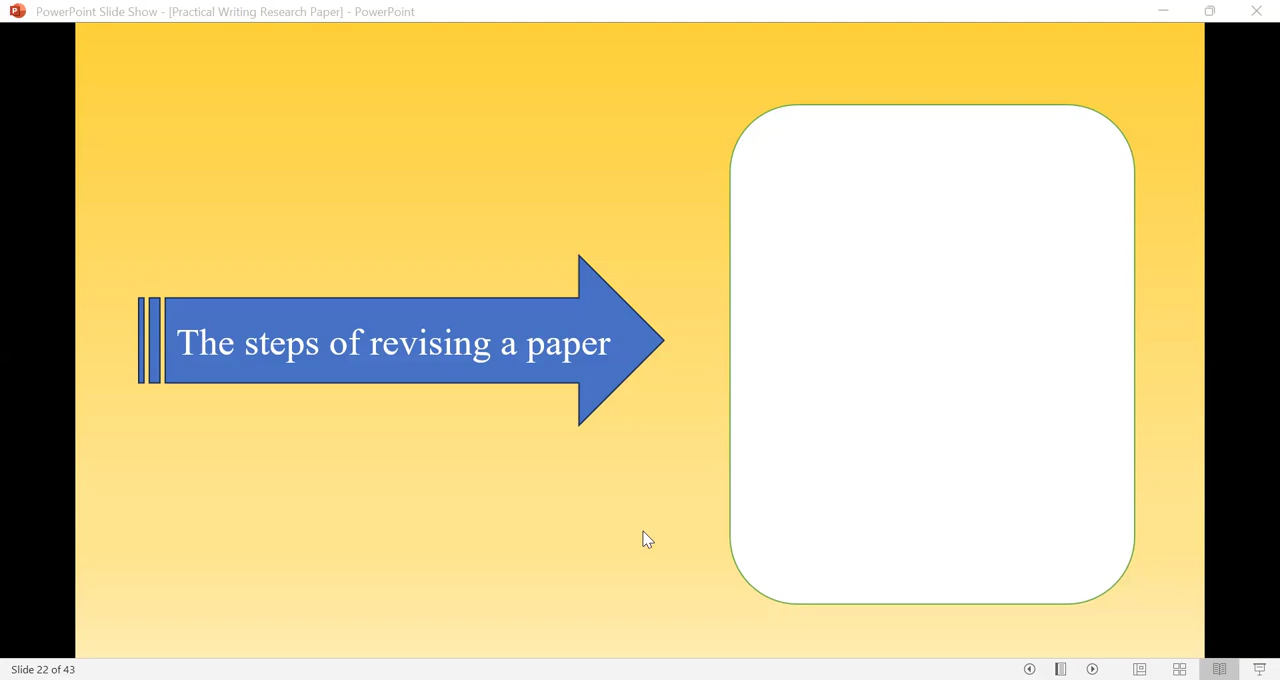 PowerPoint Slide Show - [Practical Writing Research Paper] - PowerPoint
The steps of revising a paper
Slide 22 of 43